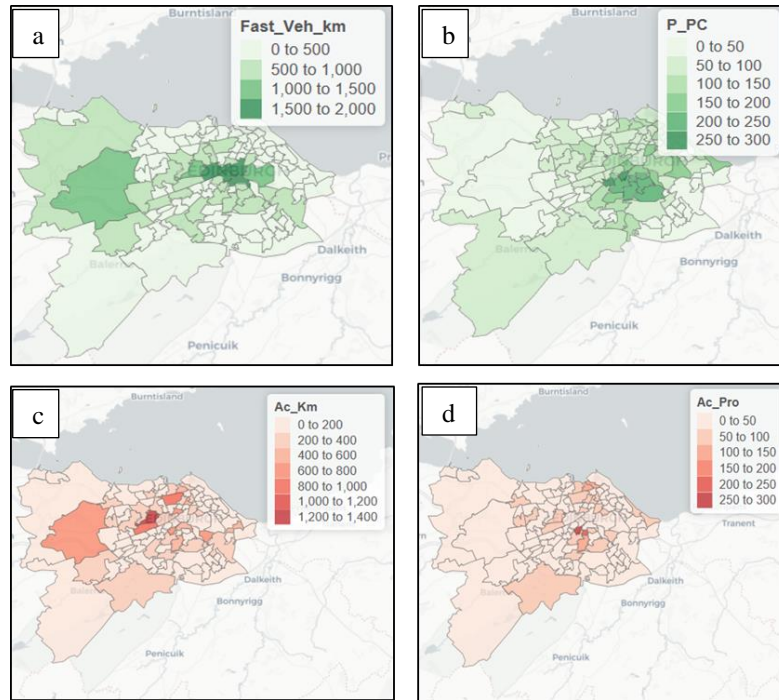 a
Burntisland
Fast_Veh_km
0 to 500
500 to 1,000
1,000 to 1,500
1,500 to 2,000
EDINBURGH
Balerno
Dalkeith
Bonnyrigg
Penicuik
b
Burntisl
P_PC
0 to 50
50 to 100
100 to 150
150 to 200
200 to 250
250 to 300
Dalkeith
Bonnyrigg
Penicuik
c
Burntisland
Ac_Km
0 to 200
200 to 400
400 to 600
600 to 800
800 to 1,000
1,000 to 1,200
1,200 to 1,400
Dalkeith
Bonnyrigg
Penicuik
d
Burntisland
Ac_Pro
0 to 50
50 to 100
100 to 150
150 to 200
200 to 250
250 to 300
Tranent
Dalkeith
Bonnyrigg
Penicuik